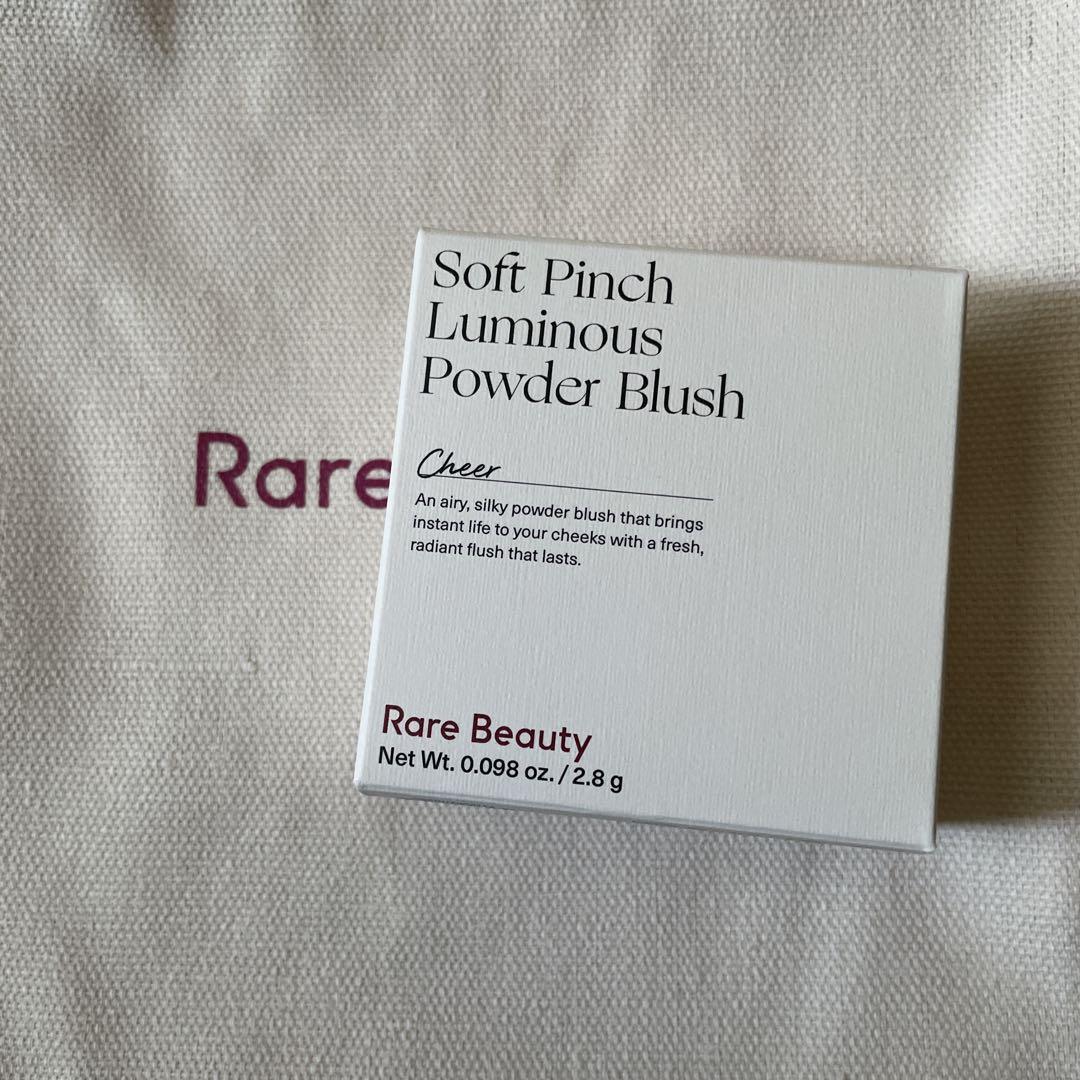 Soft Pinch
Luminous
Powder Blush
Cheer
An airy, silky powder blush that brings
instant life to your cheeks with a fresh,
radiant flush that lasts.
Rare Beauty
Net Wt. 0.098 oz. / 2.8 g
Rare